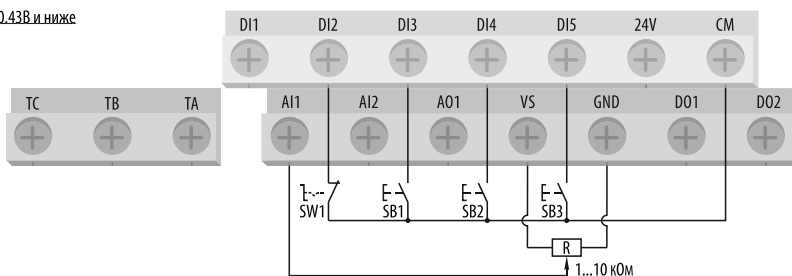 0.43В и ниже
DI1 DI2 DI3 DI4 DI5 24V CM
TC TB TA AI1 AI2 AO1 VS GND DO1 DO2
SW1 SB1 SB2 SB3
R
1...10 кОм